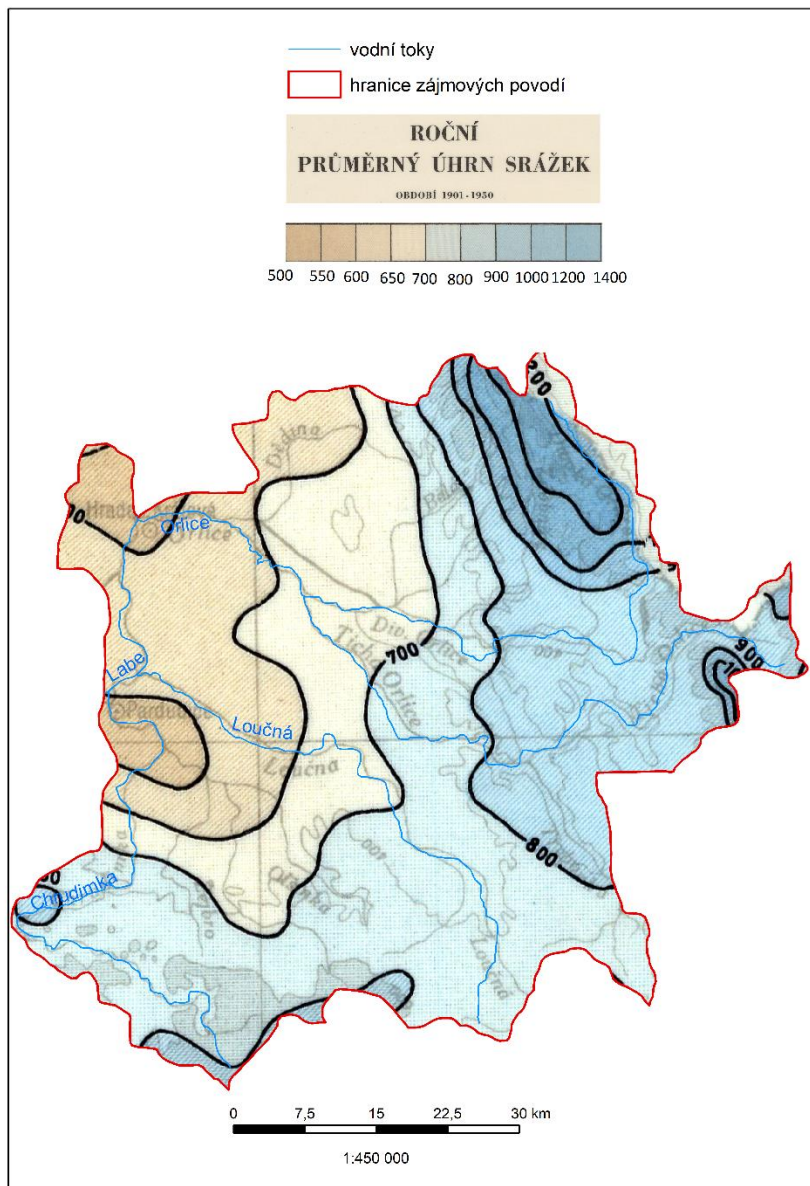 vodní toky
hranice zájmových povodí
ROČNÍ
PRŮMĚRNÝ ÚHRN SRÁŽEK
OBDOBÍ 1901-1950
500 550 600 650 700 800 900 1000 1200 1400
Dědina
Orlice
Orlice
700
Tichá Orlice
Labe
900
Pardubice
Loučná
Loučna
800
Chrudimka
Loučná
0 7,5 15 22,5 30 km
1:450 000